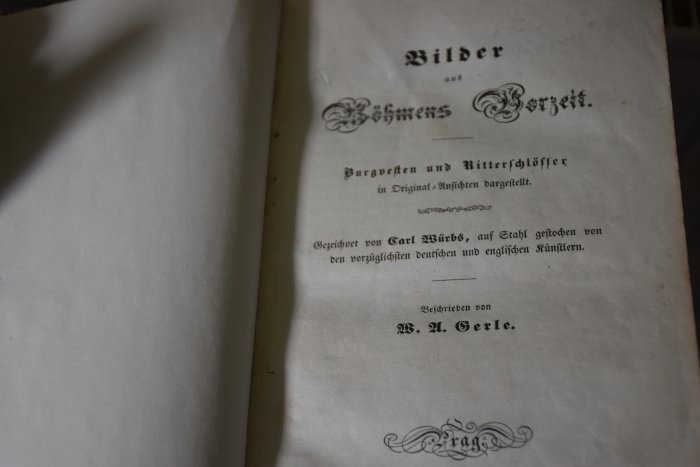 Bilder
aus
Böhmens Vorzeit.
Burgvesten und Ritterschlösser
in Original-Ansichten dargestellt.
Gezeichnet von Carl Würbs, auf Stahl gestochen von
den vorzüglichsten deutschen und englischen Künstlern.
Beschrieben von
W. A. Gerle.
Prag.